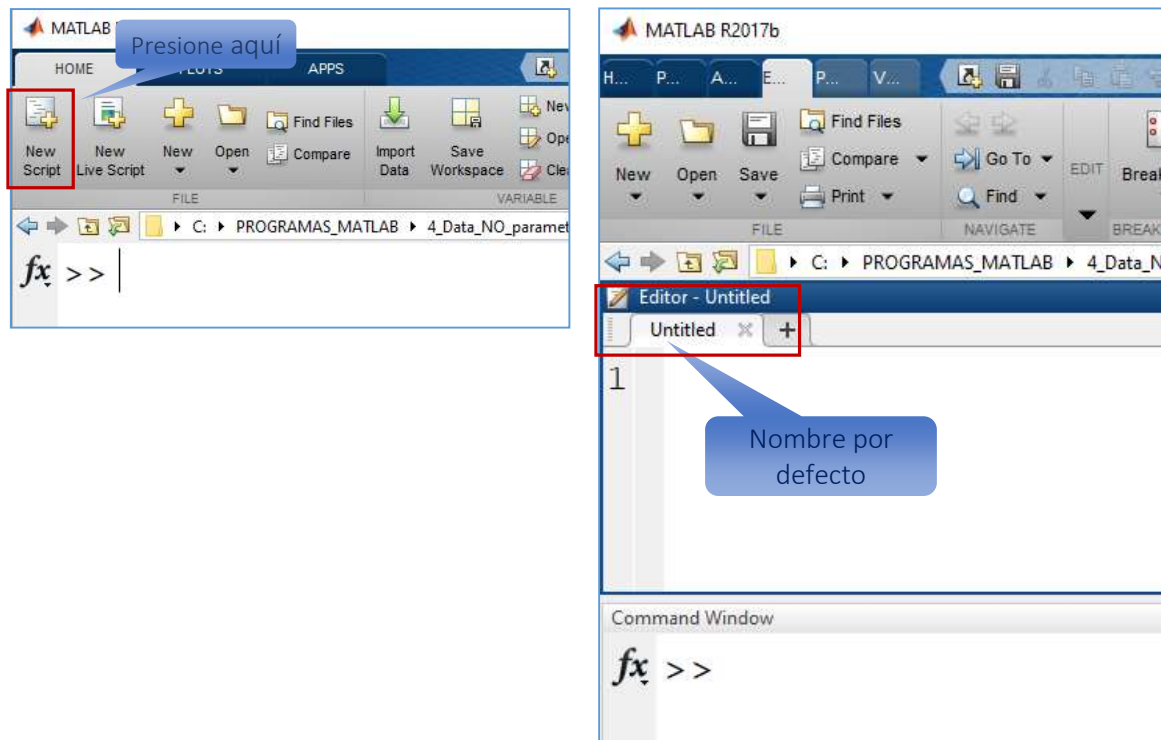 MATLAB
Presione aquí
HOME
APPS
New
Script
New
Live Script
New
Open
Find Files
Compare
Import
Data
Save
Workspace
FILE
VARIABLE
C: ▸ PROGRAMAS_MATLAB ▸ 4_Data_NO_paramet
fx >>
MATLAB R2017b
H... P... A... E... P... V...
New
Open
Save
Find Files
Compare
Print
Go To
Find
EDIT
Break
FILE
NAVIGATE
BREAK
C: ▸ PROGRAMAS_MATLAB ▸ 4_Data_N
Editor - Untitled
Untitled × +
1
Nombre por
defecto
Command Window
fx >>